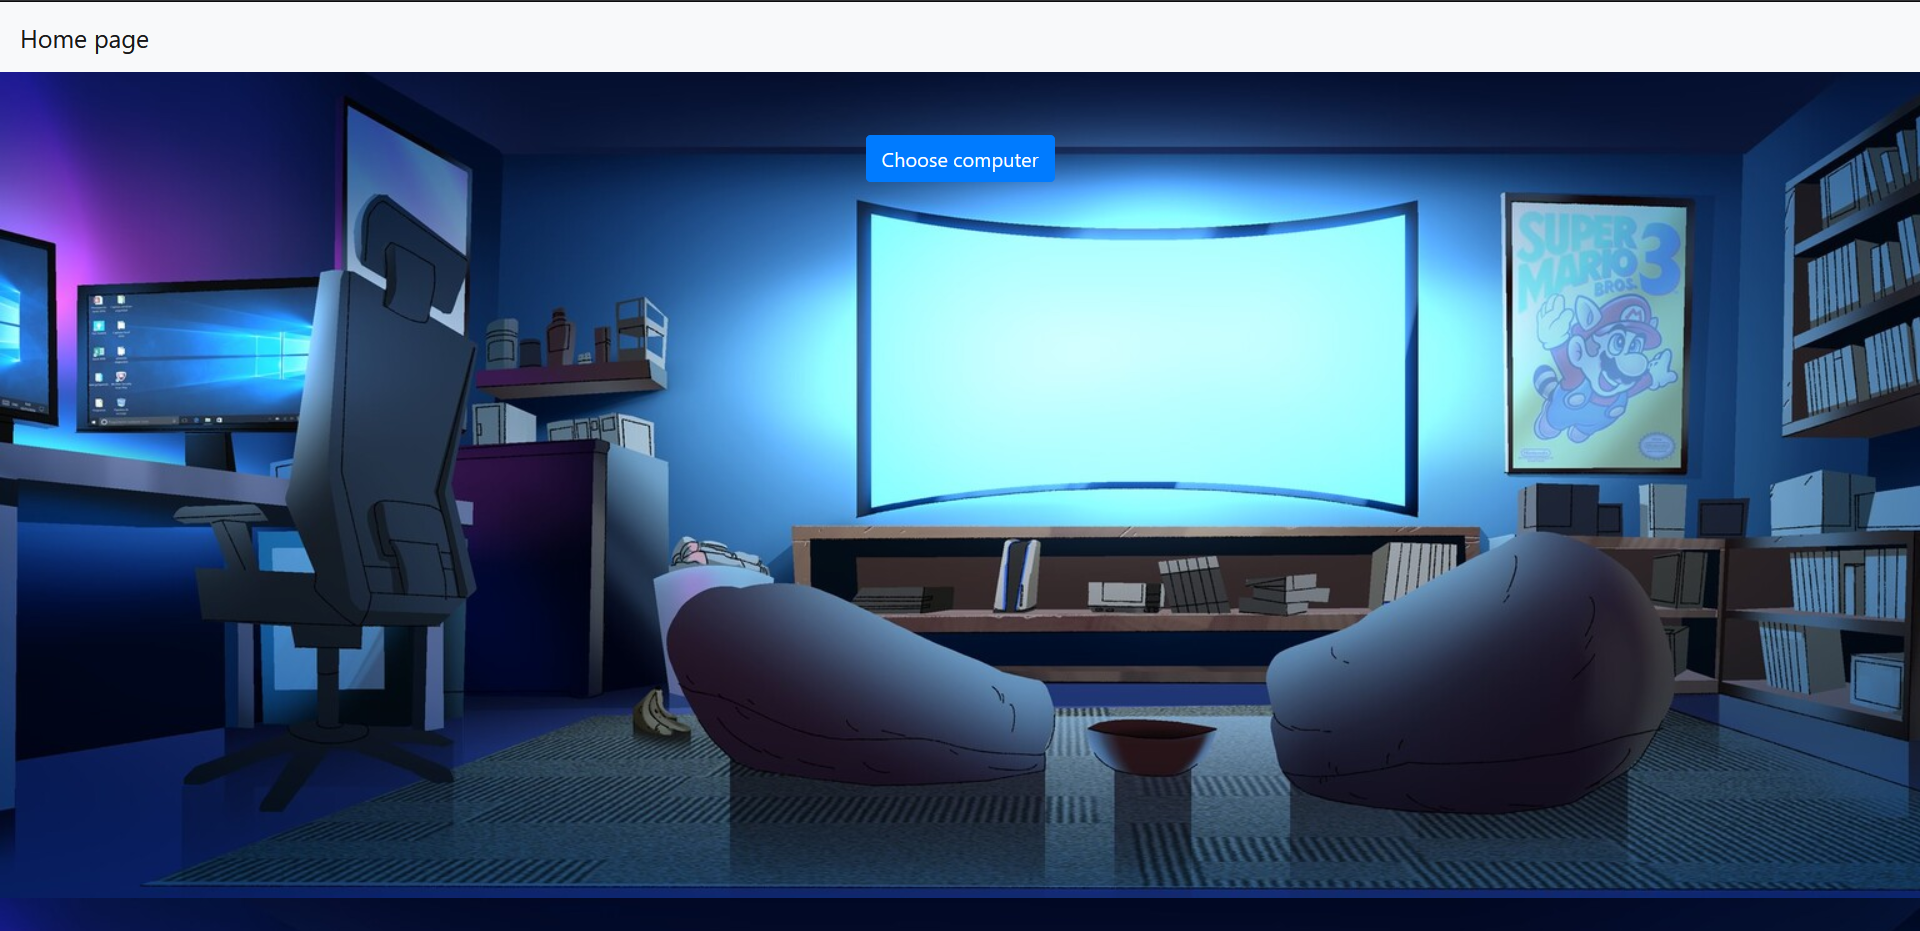 Home page
Choose computer
SUPER
MARIO 3
BROS.